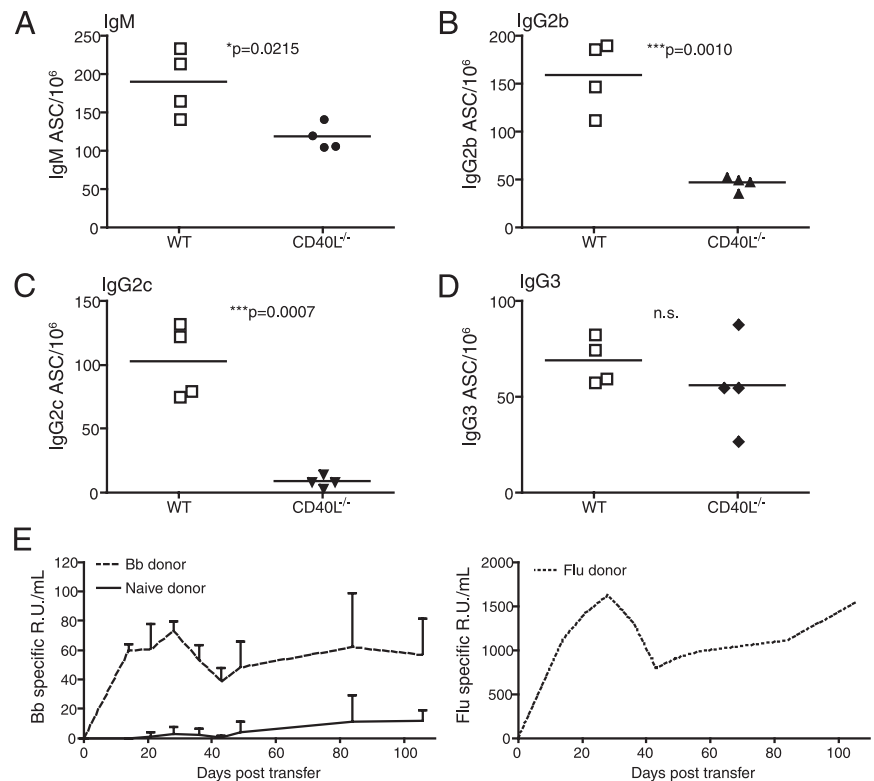 A
IgM
*p=0.0215
IgM ASC/10⁶
250
200
150
100
50
0
WT
CD40L-/-
B
IgG2b
***p=0.0010
IgG2b ASC/10⁶
200
150
100
50
0
WT
CD40L-/-
C
IgG2c
***p=0.0007
IgG2c ASC/10⁶
150
100
50
0
WT
CD40L-/-
D
IgG3
n.s.
IgG3 ASC/10⁶
100
50
0
WT
CD40L-/-
E
Bb specific R.U./mL
120
100
80
60
40
20
0
Bb donor
Naive donor
0 20 40 60 80 100
Days post transfer
Flu specific R.U./mL
2000
1500
1000
500
0
Flu donor
0 20 40 60 80 100
Days post transfer